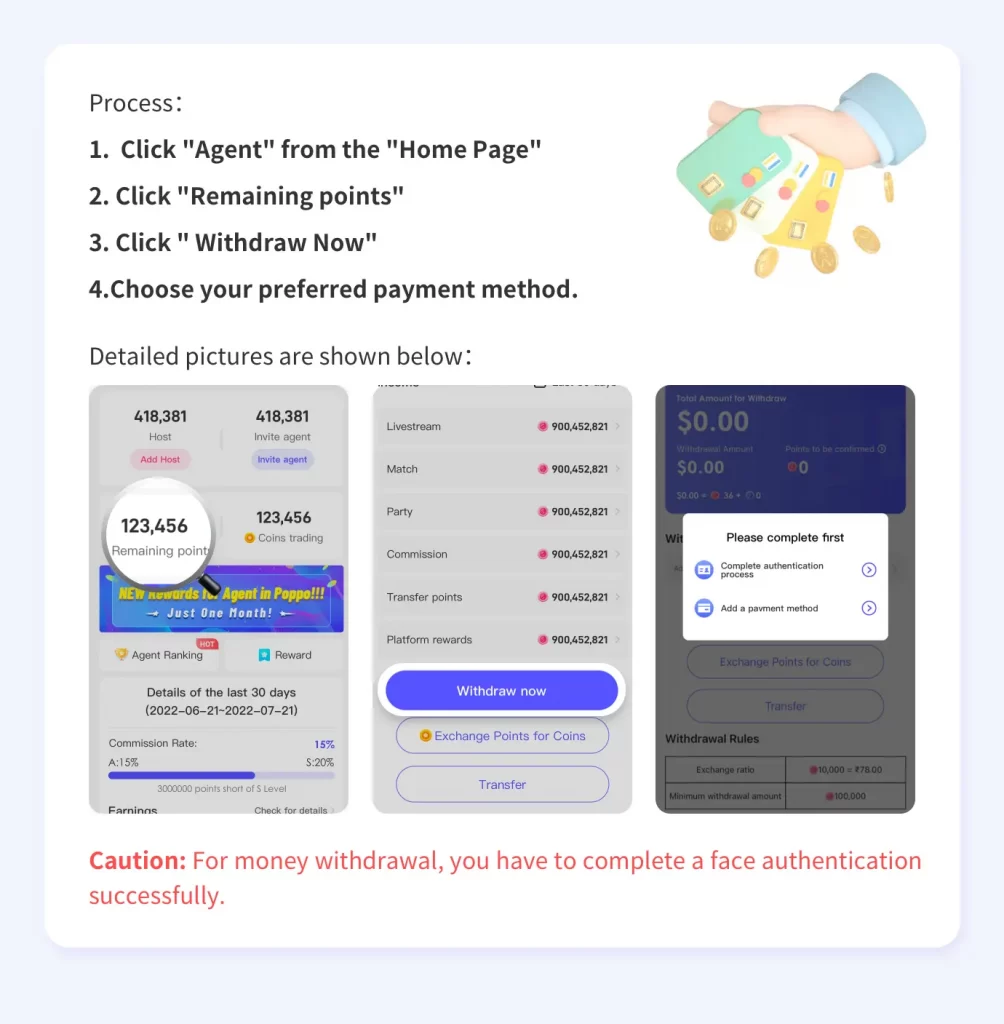 Process：
1. Click "Agent" from the "Home Page"
2. Click "Remaining points"
3. Click " Withdraw Now"
4.Choose your preferred payment method.
Detailed pictures are shown below：
418,381
Host
Add Host
418,381
Invite agent
Invite agent
123,456
Remaining point
123,456
Coins trading
NEW Rewards for Agent in Poppo!!!
Just One Month!
HOT
Agent Ranking
Reward
Details of the last 30 days
(2022-06-21~2022-07-21)
Commission Rate:
15%
A:15%
S:20%
3000000 points short of S Level
Earnings
Check for details
Livestream
900,452,821
Match
900,452,821
Party
900,452,821
Commission
900,452,821
Transfer points
900,452,821
Platform rewards
900,452,821
Withdraw now
Exchange Points for Coins
Transfer
Total Amount for Withdraw
$0.00
Withdrawal Amount
$0.00
Points to be confirmed
0
$0.00 = 36 + 0
Please complete first
Complete authentication
process
Add a payment method
Exchange Points for Coins
Transfer
Withdrawal Rules
Exchange ratio
10,000 = ₹78.00
Minimum withdrawal amount
100,000
Caution: For money withdrawal, you have to complete a face authentication
successfully.